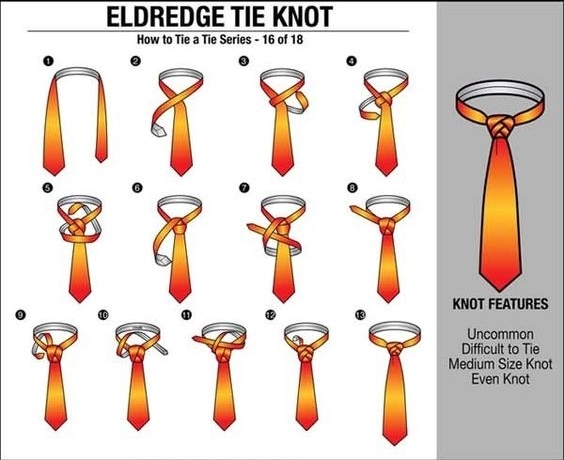 ELDREDGE TIE KNOT
How to Tie a Tie Series - 16 of 18
1
2
3
4
5
6
7
8
9
10
11
12
13
KNOT FEATURES
Uncommon
Difficult to Tie
Medium Size Knot
Even Knot